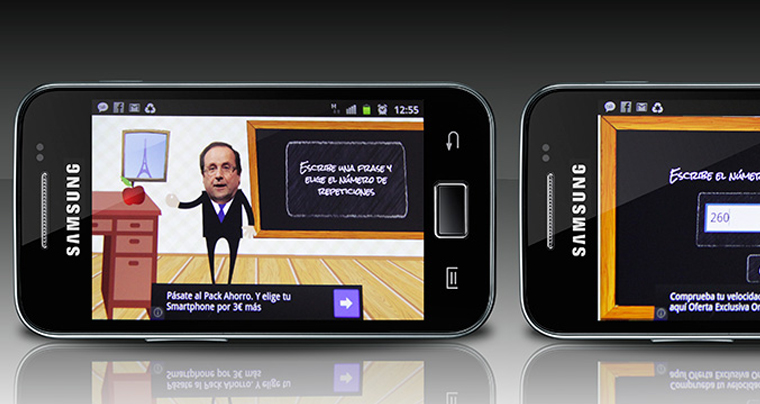 12:55
SAMSUNG
ESCRIBE UNA FRASE Y
ELIGE EL NÚMERO DE
REPETICIONES
Pásate al Pack Ahorro. Y elige tu
Smartphone por 3€ más
SAMSUNG
ESCRIBE EL NÚMER
260
Comprueba tu velocidad
aquí Oferta Exclusiva On